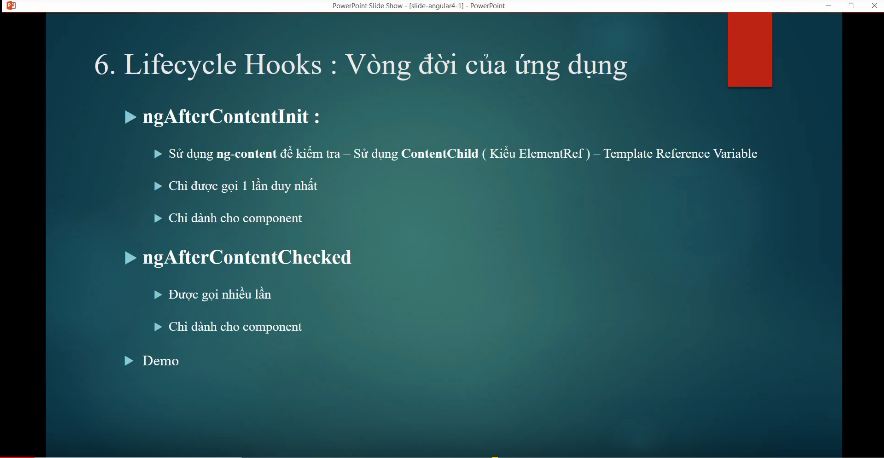 PowerPoint Slide Show - [slide-angular4-1] - PowerPoint
6. Lifecycle Hooks : Vòng đời của ứng dụng
ngAfterContentInit :
Sử dụng ng-content để kiểm tra – Sử dụng ContentChild ( Kiểu ElementRef ) – Template Reference Variable
Chỉ được gọi 1 lần duy nhất
Chỉ dành cho component
ngAfterContentChecked
Được gọi nhiều lần
Chỉ dành cho component
Demo